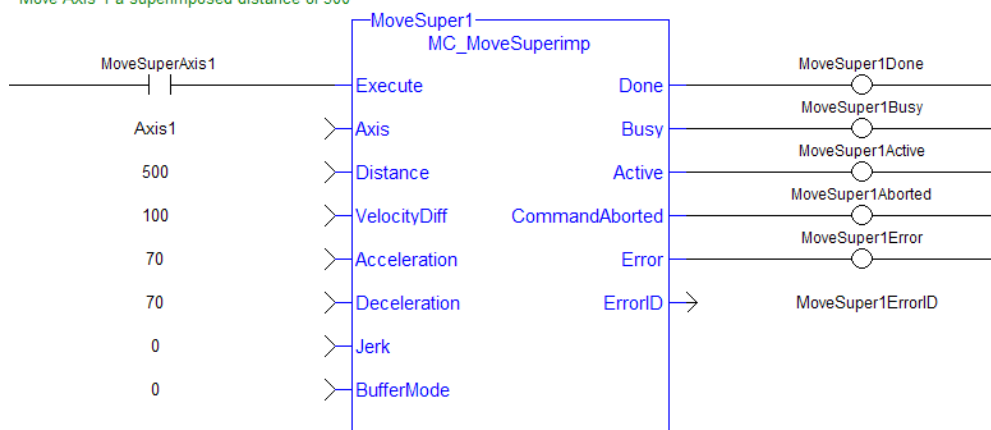 Move Axis 1 a superimposed distance of 500
MoveSuper1
MC_MoveSuperimp
MoveSuperAxis1
Execute
Done
MoveSuper1Done
Axis1
Axis
Busy
MoveSuper1Busy
500
Distance
Active
MoveSuper1Active
100
VelocityDiff
CommandAborted
MoveSuper1Aborted
70
Acceleration
Error
MoveSuper1Error
70
Deceleration
ErrorID
MoveSuper1ErrorID
0
Jerk
0
BufferMode